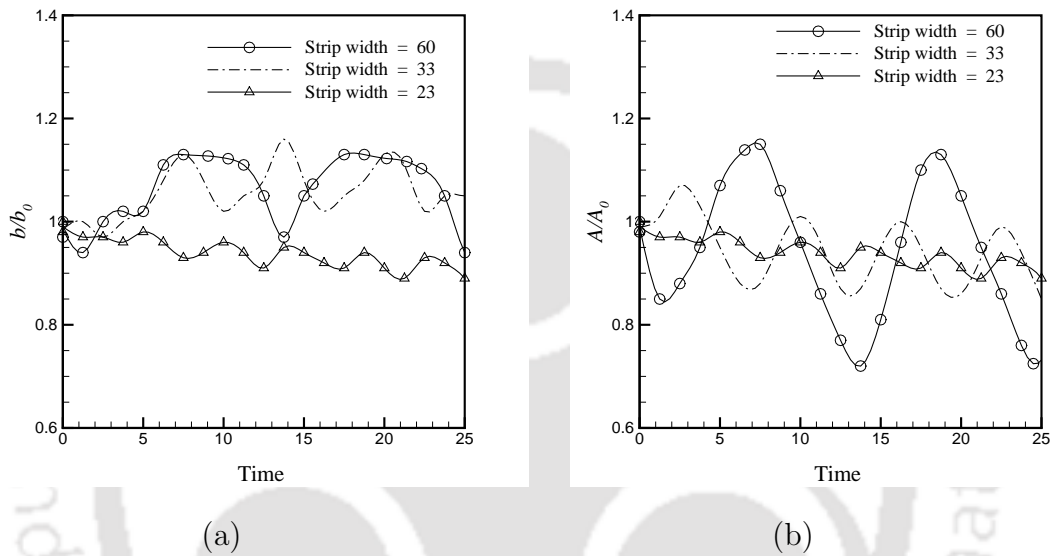 1.4
Strip width = 60
Strip width = 33
Strip width = 23
1.2
b/b0
1
0.8
0.6
0 5 10 15 20 25
Time
(a)
1.4
Strip width = 60
Strip width = 33
Strip width = 23
1.2
A/A0
1
0.8
0.6
0 5 10 15 20 25
Time
(b)